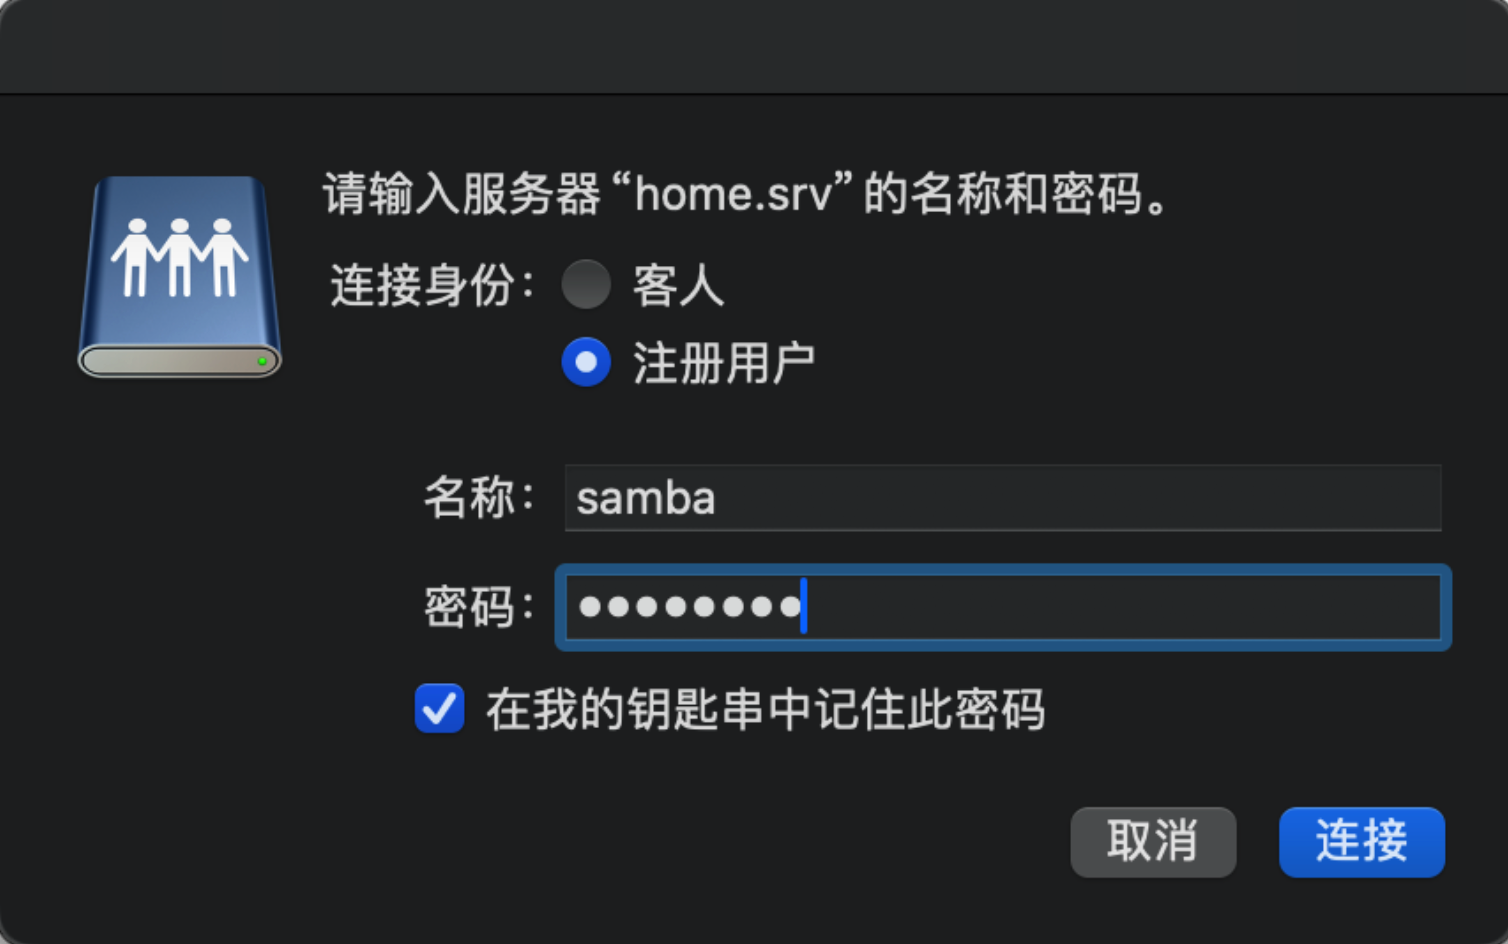 请输入服务器“home.srv”的名称和密码。
连接身份： 客人
注册用户
名称： samba
密码： ••••••••
在我的钥匙串中记住此密码
取消 连接